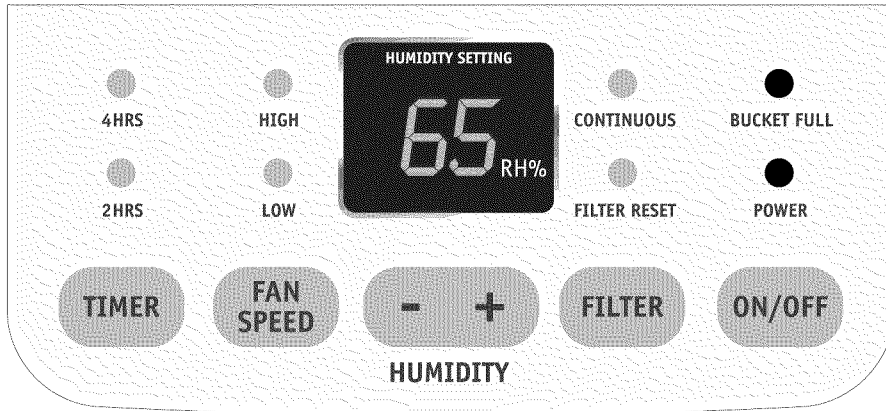 HUMIDITY SETTING
65 RH%
4HRS
HIGH
CONTINUOUS
BUCKET FULL
2HRS
LOW
FILTER RESET
POWER
TIMER
FAN
SPEED
- +
FILTER
ON/OFF
HUMIDITY